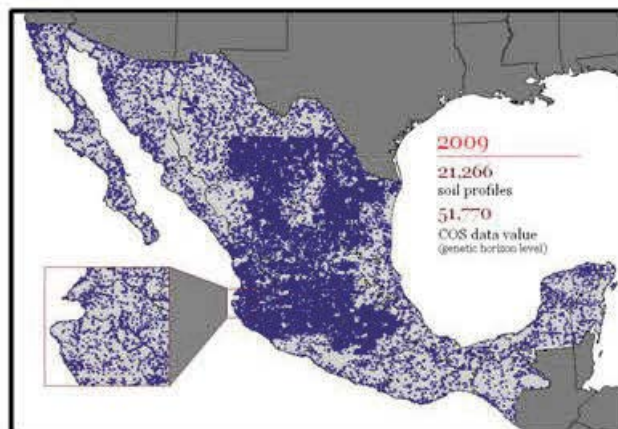 2009
21,266
soil profiles
51,770
COS data value
(genetic horizon level)